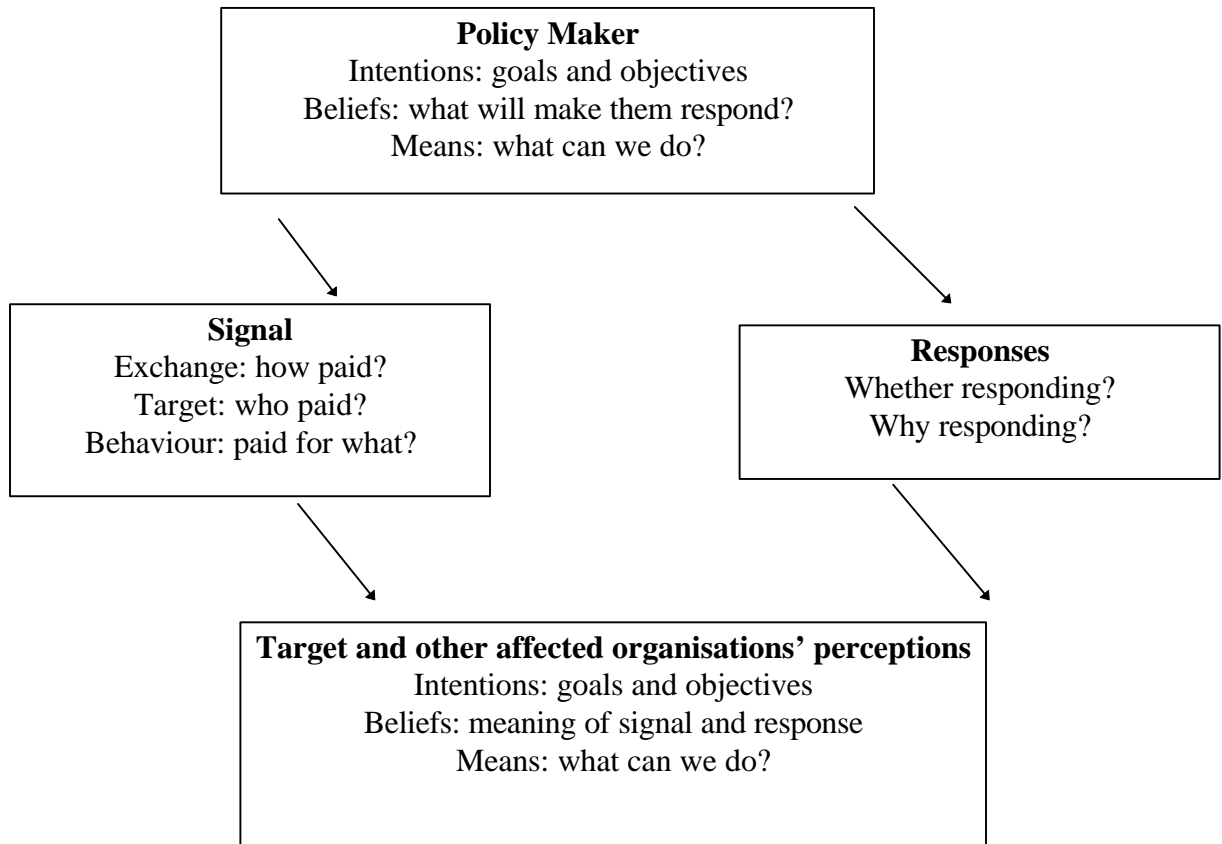 Policy Maker
Intentions: goals and objectives
Beliefs: what will make them respond?
Means: what can we do?
Signal
Exchange: how paid?
Target: who paid?
Behaviour: paid for what?
Responses
Whether responding?
Why responding?
Target and other affected organisations’ perceptions
Intentions: goals and objectives
Beliefs: meaning of signal and response
Means: what can we do?